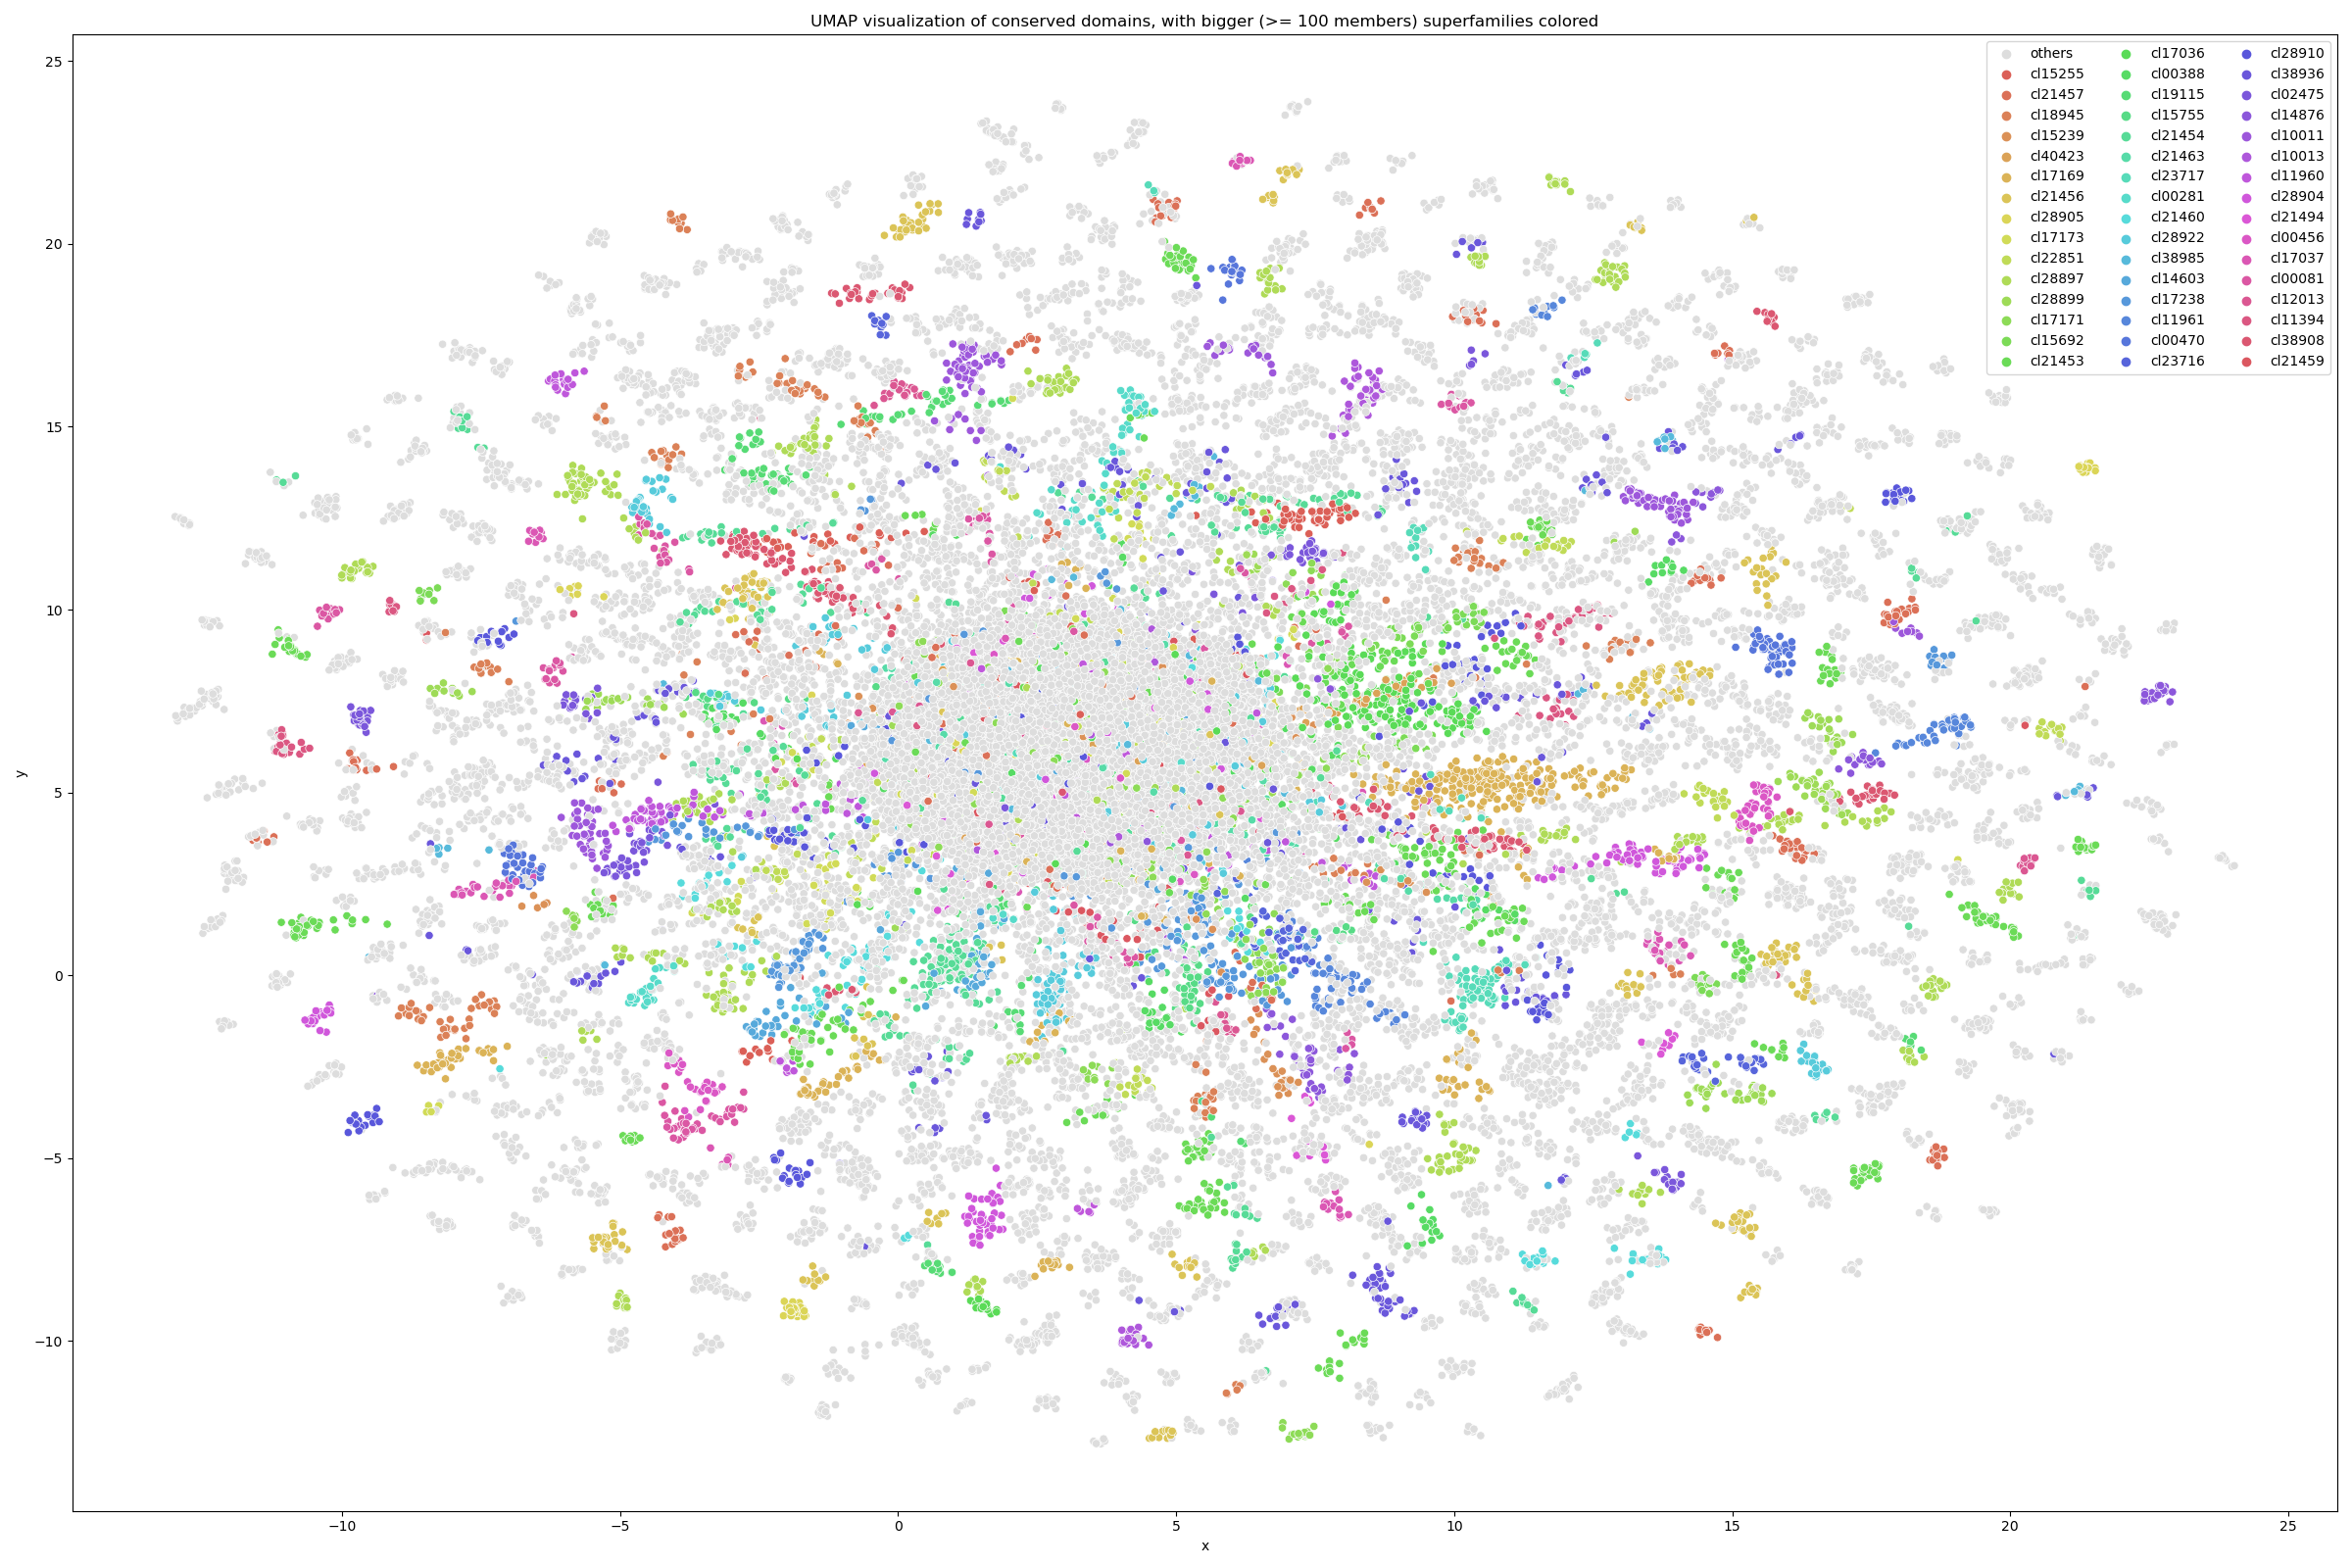 UMAP visualization of conserved domains, with bigger (>= 100 members) superfamilies colored
25
20
15
10
5
0
−5
−10
y
−10
−5
0
5
10
15
20
25
x
others
cl15255
cl21457
cl18945
cl15239
cl40423
cl17169
cl21456
cl28905
cl17173
cl22851
cl28897
cl28899
cl17171
cl15692
cl21453
cl17036
cl00388
cl19115
cl15755
cl21454
cl21463
cl23717
cl00281
cl21460
cl28922
cl38985
cl14603
cl17238
cl11961
cl00470
cl23716
cl28910
cl38936
cl02475
cl14876
cl10011
cl10013
cl11960
cl28904
cl21494
cl00456
cl17037
cl00081
cl12013
cl11394
cl38908
cl21459